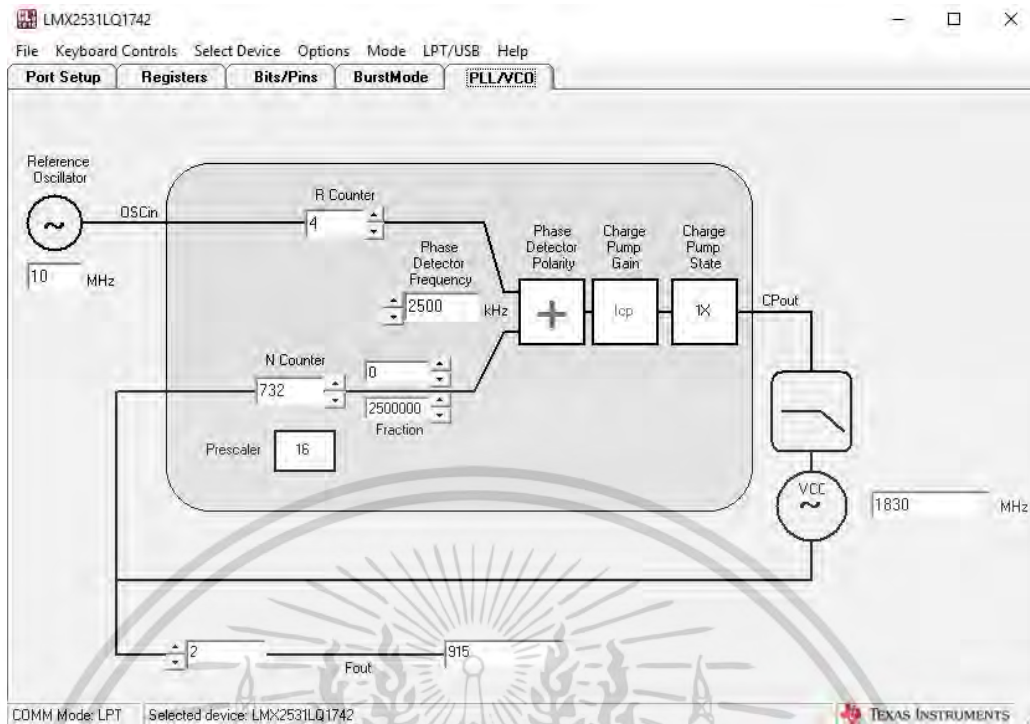 LMX2531LQ1742
File Keyboard Controls Select Device Options Mode LPT/USB Help
Port Setup Registers Bits/Pins BurstMode PLL/VCO
Reference
Oscillator
OSCin
10 MHz
R Counter
4
Phase
Detector
Frequency
2500 kHz
Phase
Detector
Polarity
+
Charge
Pump
Gain
Icp
Charge
Pump
State
1X
CPout
N Counter
732
0
2500000
Fraction
Prescaler 16
VCC
1830 MHz
2
Fout
915
COMM Mode: LPT Selected device: LMX2531LQ1742 TEXAS INSTRUMENTS